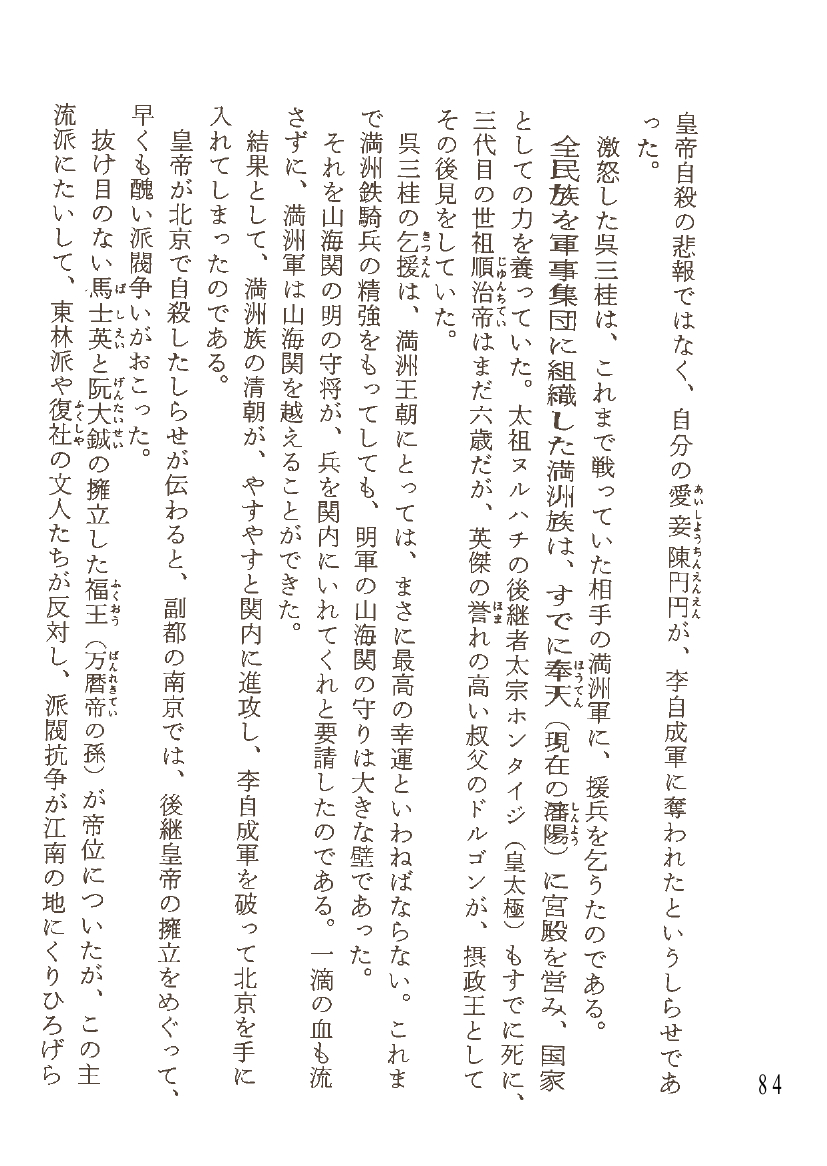 皇帝自殺の悲報ではなく、自分の愛妾陳円円が、李自成軍に奪われたというしらせであ
った。
激怒した呉三桂は、これまで戦っていた相手の満洲軍に、援兵を乞うたのである。
全民族を軍事集団に組織した満洲族は、すでに奉天（現在の瀋陽）に宮殿を営み、国家
としての力を養っていた。太祖ヌルハチの後継者太宗ホンタイジ（皇太極）もすでに死に、
三代目の世祖順治帝はまだ六歳だが、英傑の誉れの高い叔父のドルゴンが、摂政王として
その後見をしていた。
呉三桂の乞援は、満洲王朝にとっては、まさに最高の幸運といわねばならない。これま
で満洲鉄騎兵の精強をもってしても、明軍の山海関の守りは大きな壁であった。
それを山海関の明の守将が、兵を関内にいれてくれと要請したのである。一滴の血も流
さずに、満洲軍は山海関を越えることができた。
結果として、満洲族の清朝が、やすやすと関内に進攻し、李自成軍を破って北京を手に
入れてしまったのである。
皇帝が北京で自殺したしらせが伝わると、副都の南京では、後継皇帝の擁立をめぐって、
早くも醜い派閥争いがおこった。
抜け目のない馬士英と阮大鋮の擁立した福王（万暦帝の孫）が帝位についたが、この主
流派にたいして、東林派や復社の文人たちが反対し、派閥抗争が江南の地にくりひろげら
84